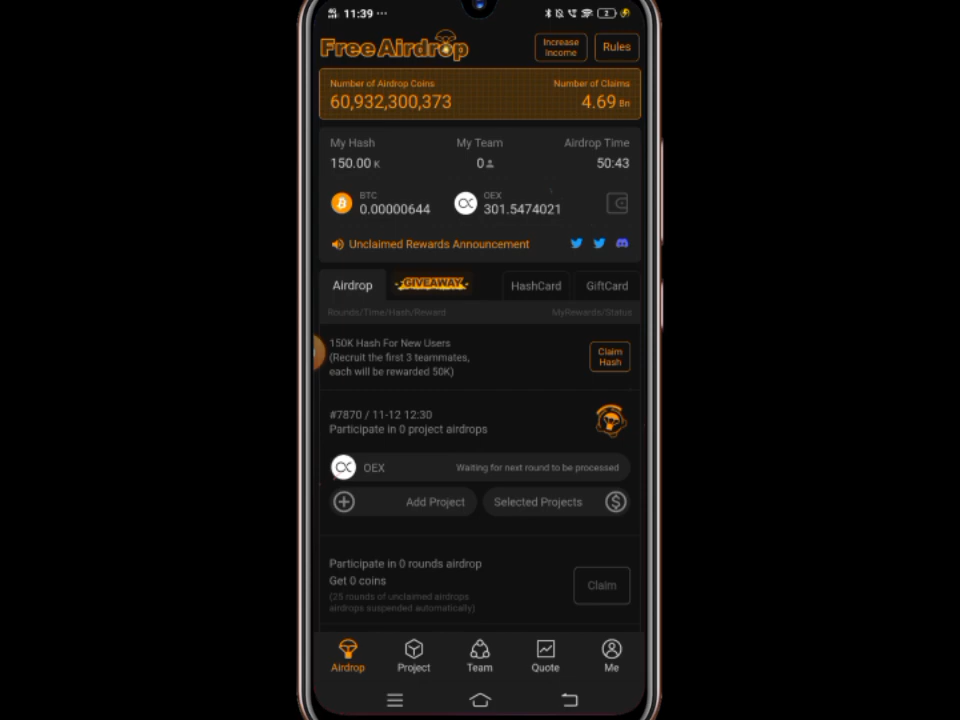 11:39 ...
2
Free Airdrop
Increase
Income
Rules
Number of Airdrop Coins
Number of Claims
60,932,300,373
4.69 Bn
My Hash
My Team
Airdrop Time
150.00 K
0
50:43
BTC
0.00000644
OEX
301.5474021
Unclaimed Rewards Announcement
Airdrop
GIVEAWAY
HashCard
GiftCard
Rounds/Time/Hash/Reward
MyRewards/Status
150K Hash For New Users
(Recruit the first 3 teammates,
each will be rewarded 50K)
Claim
Hash
#7870 / 11-12 12:30
Participate in 0 project airdrops
OEX
Waiting for next round to be processed
Add Project
Selected Projects
Participate in 0 rounds airdrop
Get 0 coins
(25 rounds of unclaimed airdrops
airdrops suspended automatically)
Claim
Airdrop
Project
Team
Quote
Me